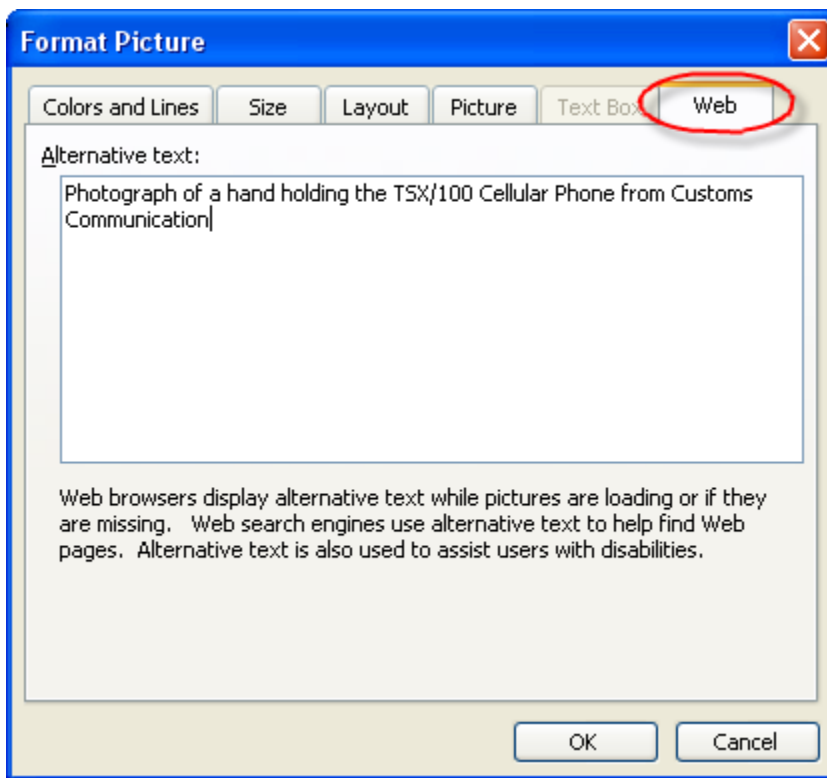 Format Picture
Colors and Lines Size Layout Picture Text Box Web
Alternative text:
Photograph of a hand holding the TSX/100 Cellular Phone from Customs
Communication
Web browsers display alternative text while pictures are loading or if they
are missing. Web search engines use alternative text to help find Web
pages. Alternative text is also used to assist users with disabilities.
OK Cancel